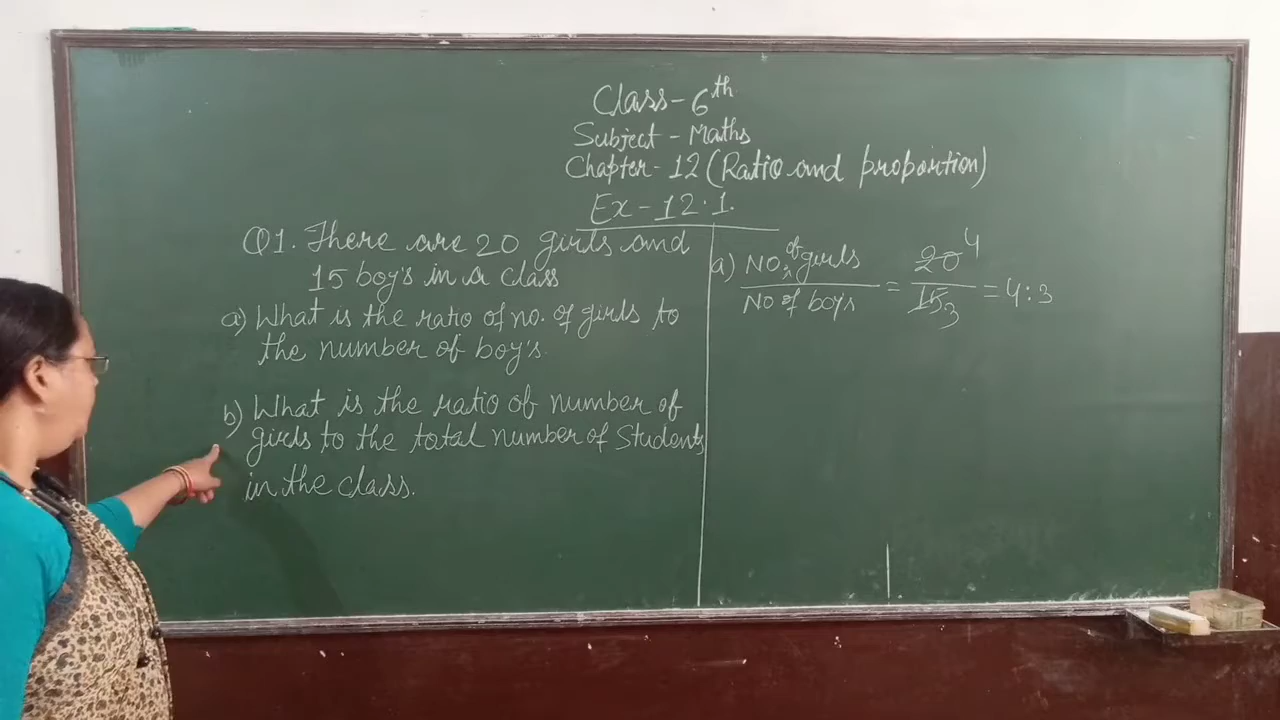 Class - 6th
Subject - Maths
Chapter - 12 (Ratio and proportion)
Ex - 12.1.
Q1. There are 20 girls and
15 boy's in a class
a) What is the ratio of no. of girls to
the number of boy's.
b) What is the ratio of number of
girls to the total number of Students
in the class.
a) NO. of girls / NO of boys = 20 4 / 15 3 = 4:3